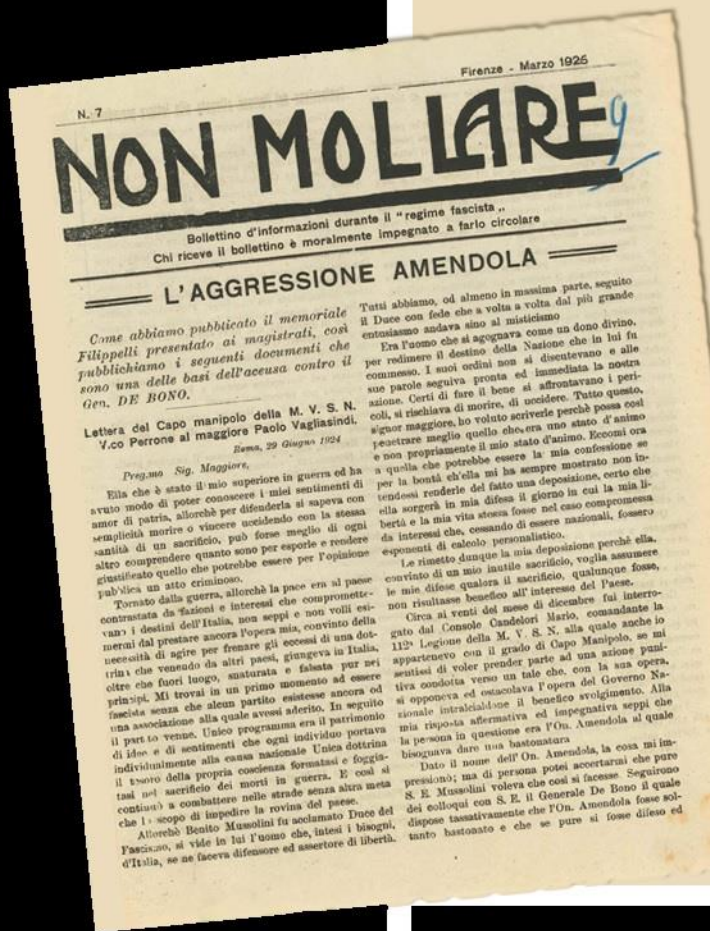 N. 7
Firenze - Marzo 1925
NON MOLLARE
9
Bollettino d'informazioni durante il "regime fascista „
Chi riceve il bollettino è moralmente impegnato a farlo circolare
L'AGGRESSIONE AMENDOLA
Come abbiamo pubbticato il memoriale
Filippelli presentato ai magistrati, così
pubblichiamo i seguenti documenti che
sono una delle basi dell'aceusa contro il
Gen. DE BONO.
Lettera del Capo manipolo della M. V. S. N.
V.co Perrone al maggiore Paolo Vagliasindi.
Roma, 29 Giugno 1924
Preg.mo Sig. Maggiore,
Ella che è stato il mio superiore in guerra ed ha
avuto modo di poter conoscere i miei sentimenti di
amor di patria, allorchè per difenderla si sapeva con
semplicità morire o vincere uccidendo con la stessa
santità di un sacrificio, può forse meglio di ogni
altro comprendere quanto sono per esporle e rendere
giustificato quello che potrebbe essere per l'opinione
pubblica un atto criminoso.
Tornato dalla guerra, allorchè la pace era al paese
contrastata da fazioni e interessi che compromette-
vano i destini dell'Italia, non seppi e non volli esi-
mermi dal prestare ancora l'opera mia, convinto della
necessità di agire per frenare gli eccessi di una dot-
trina che venendo da altri paesi, giungeva in Italia,
oltre che fuori luogo, snaturata e falsata pur nei
principi. Mi trovai in un primo momento ad essere
fascista senza che alcun partito esistesse ancora od
una associazione alla quale avessi aderito. In seguito
il partito venne. Unico programma era il patrimonio
di idee e di sentimenti che ogni individuo portava
individualmente alla causa nazionale Unica dottrina
il tesoro della propria coscienza formatasi e foggia-
tasi nel sacrificio dei morti in guerra. E così si
continuò a combattere nelle strade senza altra meta
che lo scopo di impedire la rovina del paese.
Allorchè Benito Mussolini fu acclamato Duce del
Fascismo, si vide in lui l'uomo che, intesi i bisogni,
d'Italia, se ne faceva difensore ed assertore di libertà.
Tutti abbiamo, od almeno in massima parte, seguito
il Duce con fede che a volta a volta dal più grande
entusiasmo andava sino al misticismo
Era l'uomo che si agognava come un dono divino,
per redimere il destino della Nazione che in lui fu
commesso. I suoi ordini non si discutevano e alle
sue parole seguiva pronta ed immediata la nostra
azione. Certi di fare il bene si affrontavano i peri-
coli, si rischiava di morire, di uccidere. Tutto questo,
signor maggiore, ho voluto scriverle perchè possa così
penetrare meglio quello che era uno stato d'animo
e non propriamente il mio stato d'animo. Eccomi ora
a quella che potrebbe essere la mia confessione se
per la bontà ch'ella mi ha sempre mostrato non in-
tendessi renderle del fatto una deposizione, certo che
ella sorgerà in mia difesa il giorno in cui la mia li-
bertà e la mia vita stessa fosse nel caso compromessa
da interessi che, cessando di essere nazionali, fossero
esponenti di calcolo personalistico.
Le rimetto dunque la mia deposizione perchè ella,
convinto di un mio inutile sacrificio, voglia assumere
le mie difese qualora il sacrificio, qualunque fosse,
non risultasse benefico all'interesse del Paese.
Circa ai venti del mese di dicembre fui interro-
gato dal Console Candelori Mario, comandante la
112ª Legione della M. V. S. N. alla quale anche io
appartenevo con il grado di Capo Manipolo, se mi
sentissi di voler prender parte ad una azione puni-
tiva condotta verso un tale che, con la sua opera,
si opponeva ed ostacolava l'opera del Governo Na-
zionale intralciandone il benefico svolgimento. Alla
mia risposta affermativa ed impegnativa seppi che
la persona in questione era l'On. Amendola al quale
bisognava dare una bastonatura
Dato il nome dell'On. Amendola, la cosa mi im-
pressionò; ma di persona potei accertarmi che pure
S. E. Mussolini voleva che così si facesse. Seguirono
dei colloqui con S. E. il Generale De Bono il quale
dispose tassativamente che l'On. Amendola fosse sol-
tanto bastonato e che se pure si fosse difeso ed